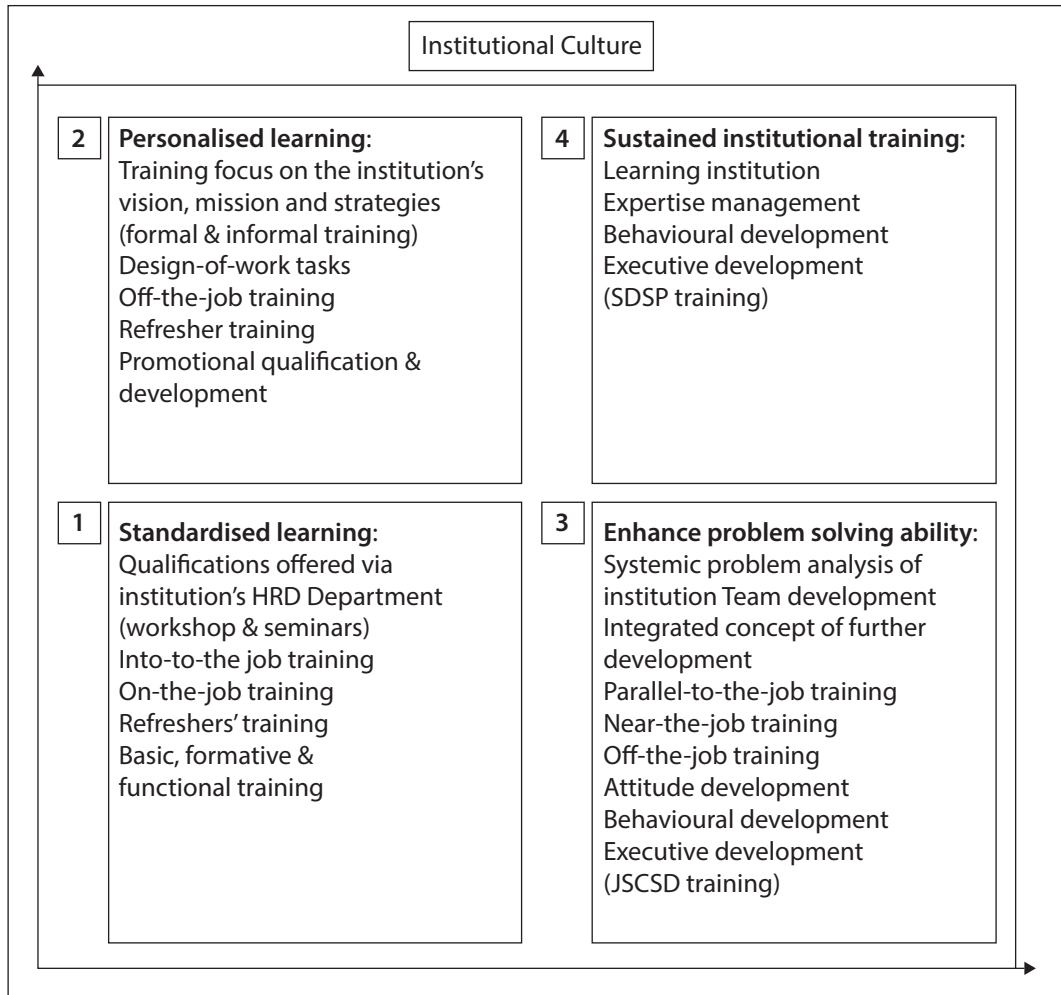 Institutional Culture
2
Personalised learning:
Training focus on the institution's
vision, mission and strategies
(formal & informal training)
Design-of-work tasks
Off-the-job training
Refresher training
Promotional qualification &
development
4
Sustained institutional training:
Learning institution
Expertise management
Behavioural development
Executive development
(SDSP training)
1
Standardised learning:
Qualifications offered via
institution's HRD Department
(workshop & seminars)
Into-to-the job training
On-the-job training
Refreshers' training
Basic, formative &
functional training
3
Enhance problem solving ability:
Systemic problem analysis of
institution Team development
Integrated concept of further
development
Parallel-to-the-job training
Near-the-job training
Off-the-job training
Attitude development
Behavioural development
Executive development
(JSCSD training)